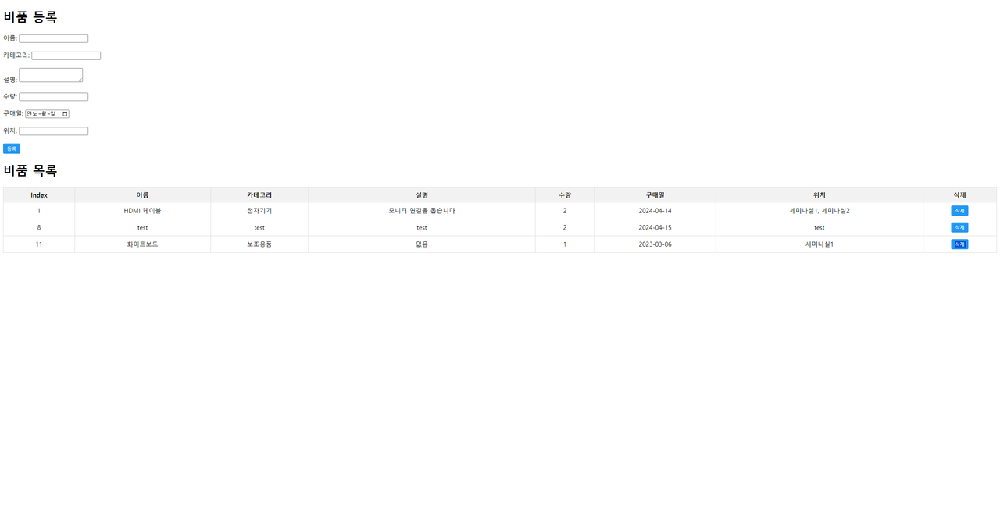 비품 등록
이름:
카테고리:
설명:
수량:
구매일: 연도-월-일
위치:
등록
비품 목록
Index 이름 카테고리 설명 수량 구매일 위치 삭제
1 HDMI 케이블 전자기기 모니터 연결을 돕습니다 2 2024-04-14 세미나실1, 세미나실2 삭제
8 test test test 2 2024-04-15 test 삭제
11 화이트보드 보조용품 없음 1 2023-03-06 세미나실1 삭제